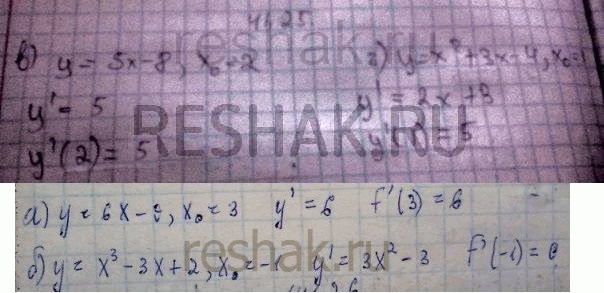 41.25
в) y = 5x-8, x₀=2 г) y=x²+3x-4, x₀=1
y' = 5 y' = 2x+3
y'(2) = 5 y'(1) = 5
RESHAK.RU
reshak.ru
а) y = 6x-9, x₀=3 y'=6 f'(3)=6
б) y = x³-3x+2, x₀=-1 y'=3x²-3 f'(-1)=0
reshak.ru